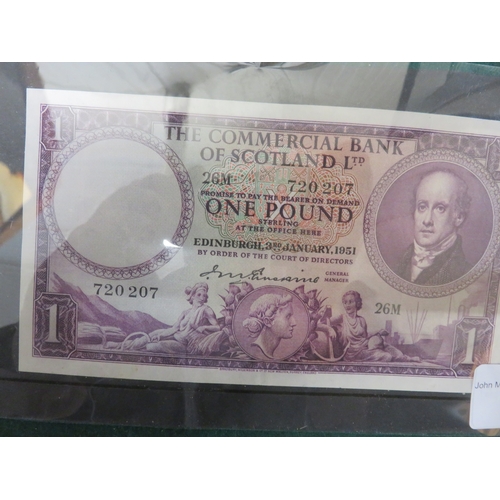 1
THE COMMERCIAL BANK
OF SCOTLAND LTD
26M 720207
PROMISE TO PAY THE BEARER ON DEMAND
ONE POUND
STERLING
AT THE OFFICE HERE
EDINBURGH, 3RD JANUARY, 1951
BY ORDER OF THE COURT OF DIRECTORS
GENERAL
MANAGER
720207
26M
1
1
John M